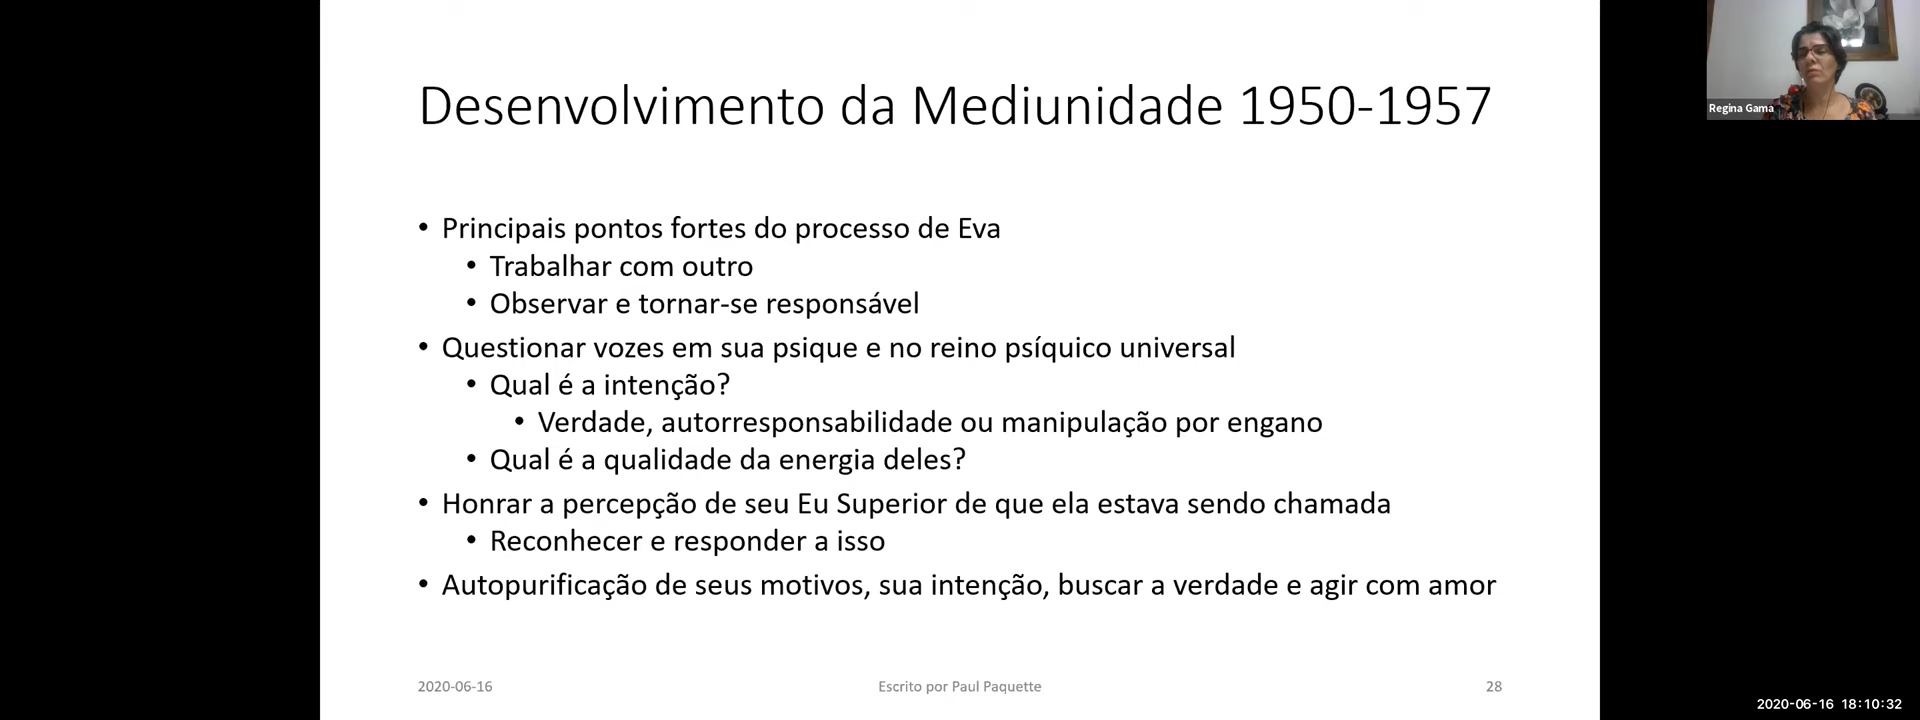 Desenvolvimento da Mediunidade 1950-1957
Regina Gama
• Principais pontos fortes do processo de Eva
• Trabalhar com outro
• Observar e tornar-se responsável
• Questionar vozes em sua psique e no reino psíquico universal
• Qual é a intenção?
• Verdade, autorresponsabilidade ou manipulação por engano
• Qual é a qualidade da energia deles?
• Honrar a percepção de seu Eu Superior de que ela estava sendo chamada
• Reconhecer e responder a isso
• Autopurificação de seus motivos, sua intenção, buscar a verdade e agir com amor
2020-06-16
Escrito por Paul Paquette
28
2020-06-16 18:10:32